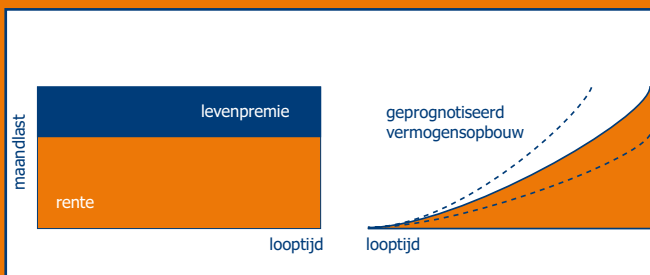 maandlast
levenpremie
rente
looptijd
geprognotiseerd
vermogensopbouw
looptijd